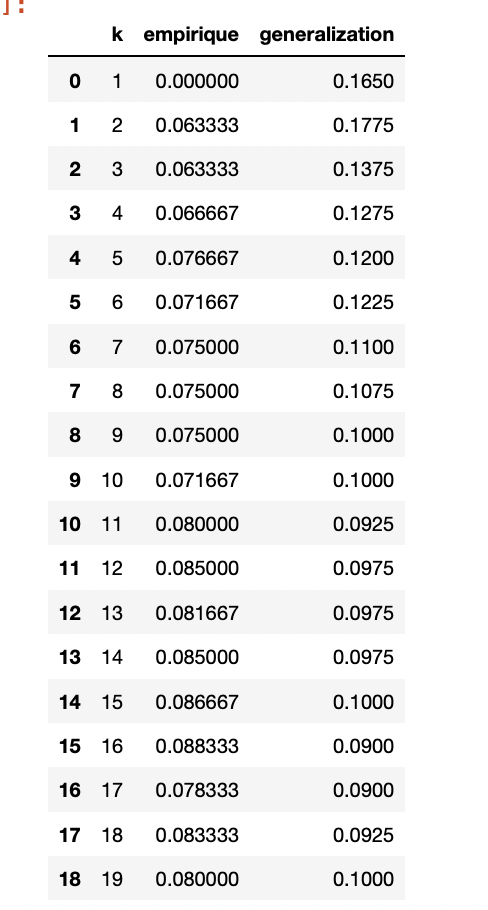 ]:
k empirique generalization
0 1 0.000000 0.1650
1 2 0.063333 0.1775
2 3 0.063333 0.1375
3 4 0.066667 0.1275
4 5 0.076667 0.1200
5 6 0.071667 0.1225
6 7 0.075000 0.1100
7 8 0.075000 0.1075
8 9 0.075000 0.1000
9 10 0.071667 0.1000
10 11 0.080000 0.0925
11 12 0.085000 0.0975
12 13 0.081667 0.0975
13 14 0.085000 0.0975
14 15 0.086667 0.1000
15 16 0.088333 0.0900
16 17 0.078333 0.0900
17 18 0.083333 0.0925
18 19 0.080000 0.1000